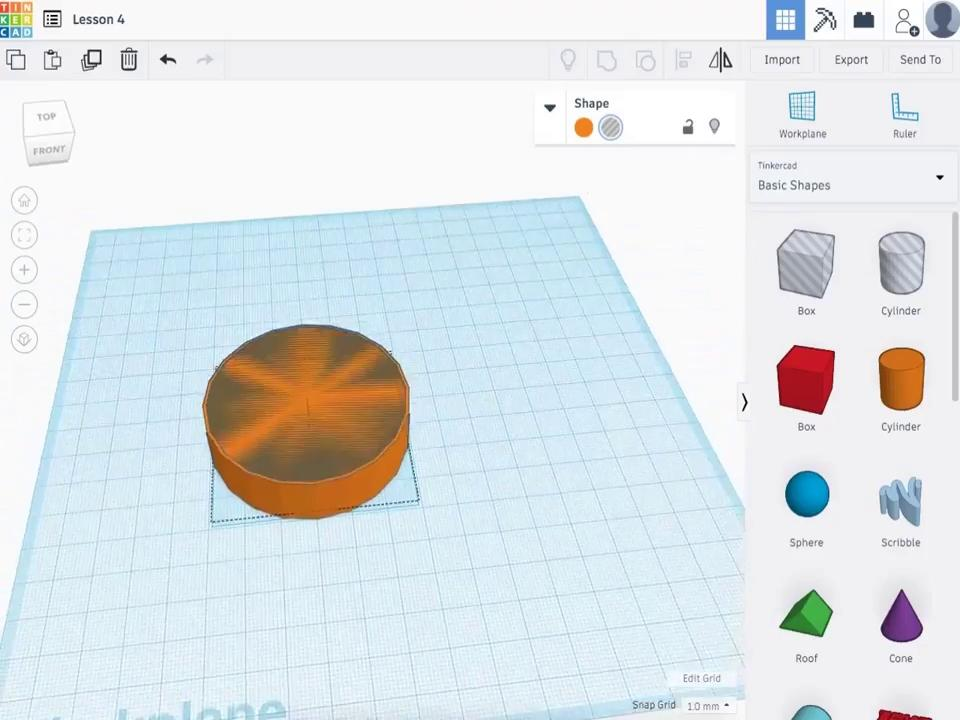 TIN
KER
CAD
Lesson 4
Import
Export
Send To
TOP
FRONT
Shape
Workplane
Ruler
Tinkercad
Basic Shapes
Box
Cylinder
Box
Cylinder
Sphere
Scribble
Roof
Cone
Edit Grid
Snap Grid 1.0 mm